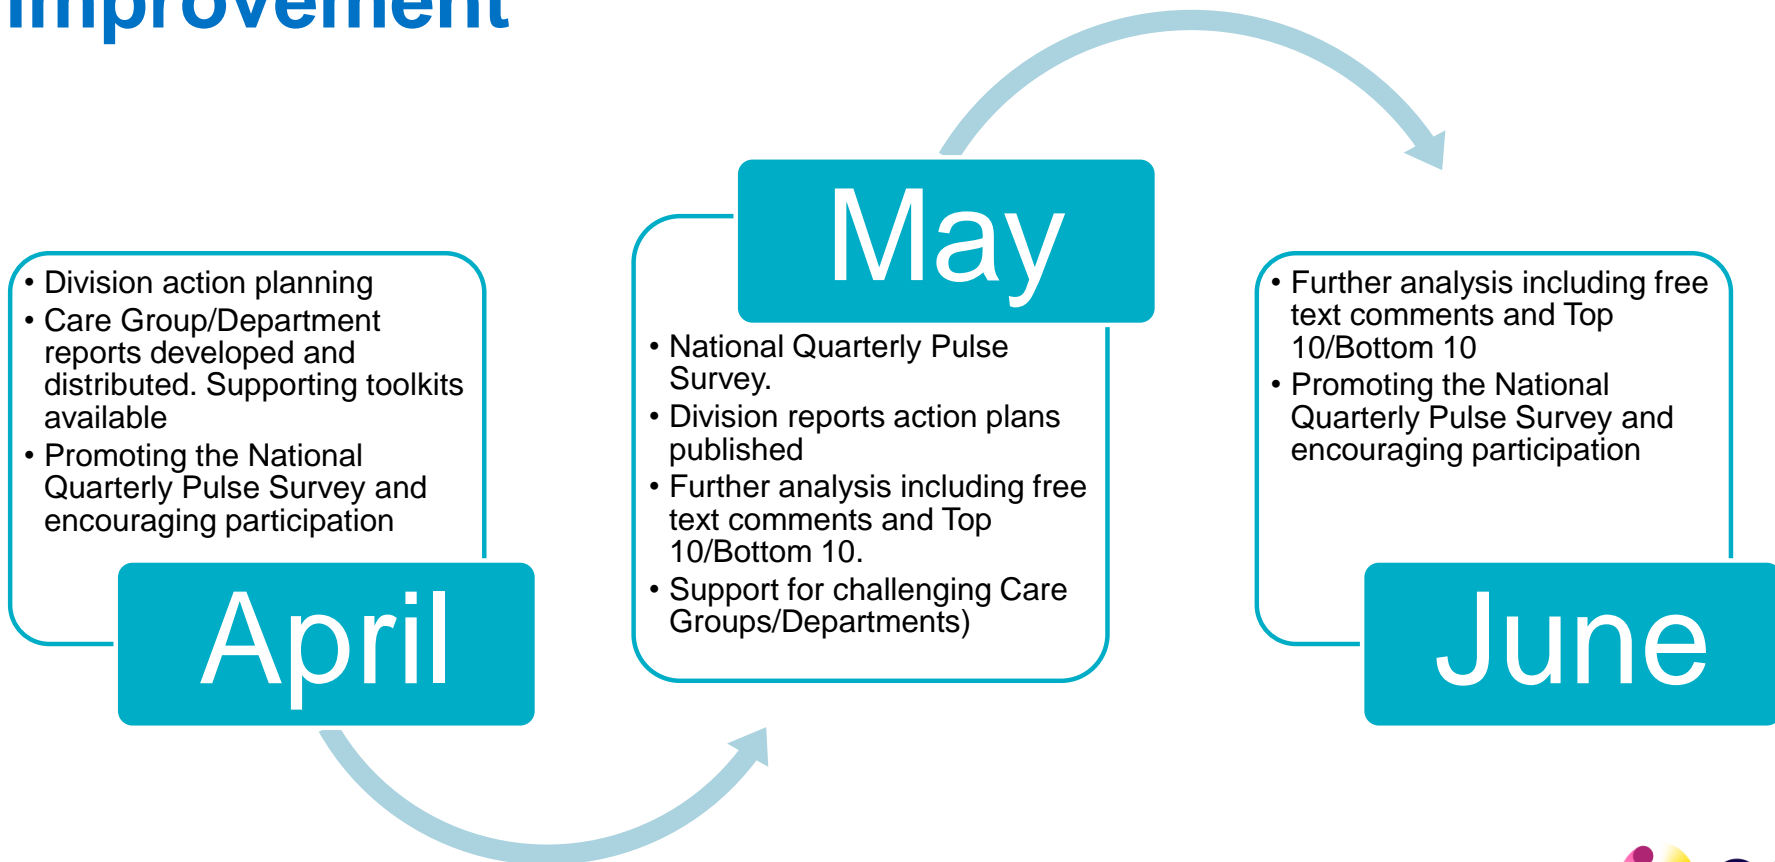 Improvement
• Division action planning
• Care Group/Department
reports developed and
distributed. Supporting toolkits
available
• Promoting the National
Quarterly Pulse Survey and
encouraging participation
April
May
• National Quarterly Pulse
Survey.
• Division reports action plans
published
• Further analysis including free
text comments and Top
10/Bottom 10.
• Support for challenging Care
Groups/Departments)
• Further analysis including free
text comments and Top
10/Bottom 10
• Promoting the National
Quarterly Pulse Survey and
encouraging participation
June